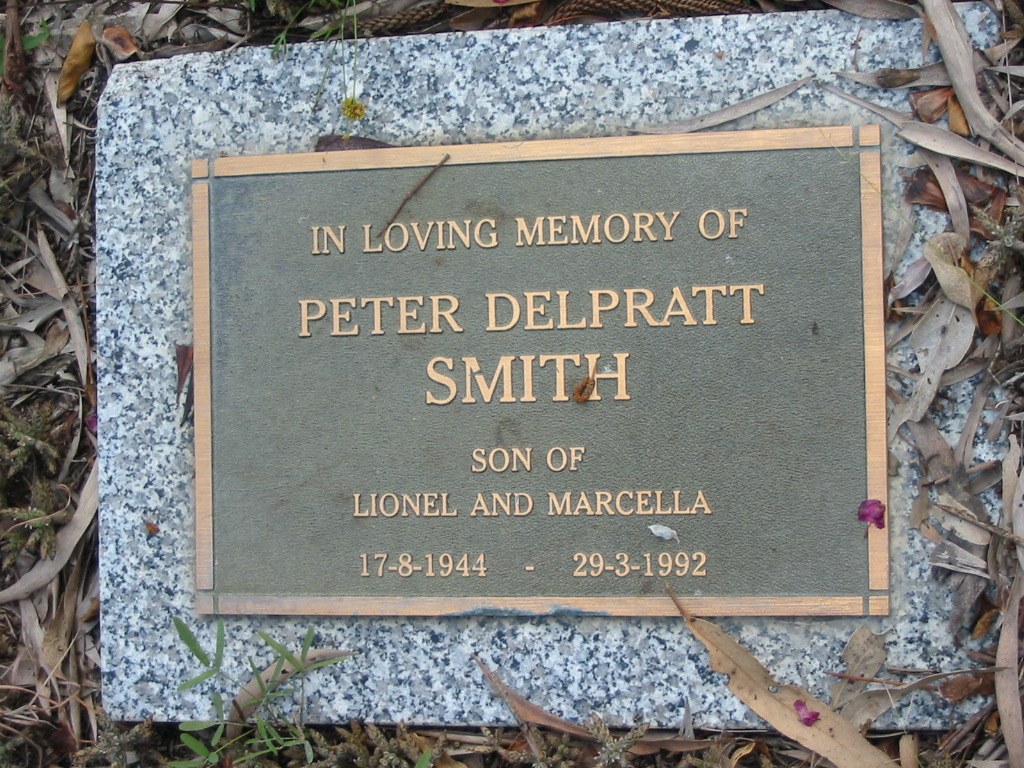 IN LOVING MEMORY OF
PETER DELPRATT
SMITH
SON OF
LIONEL AND MARCELLA
17-8-1944 - 29-3-1992